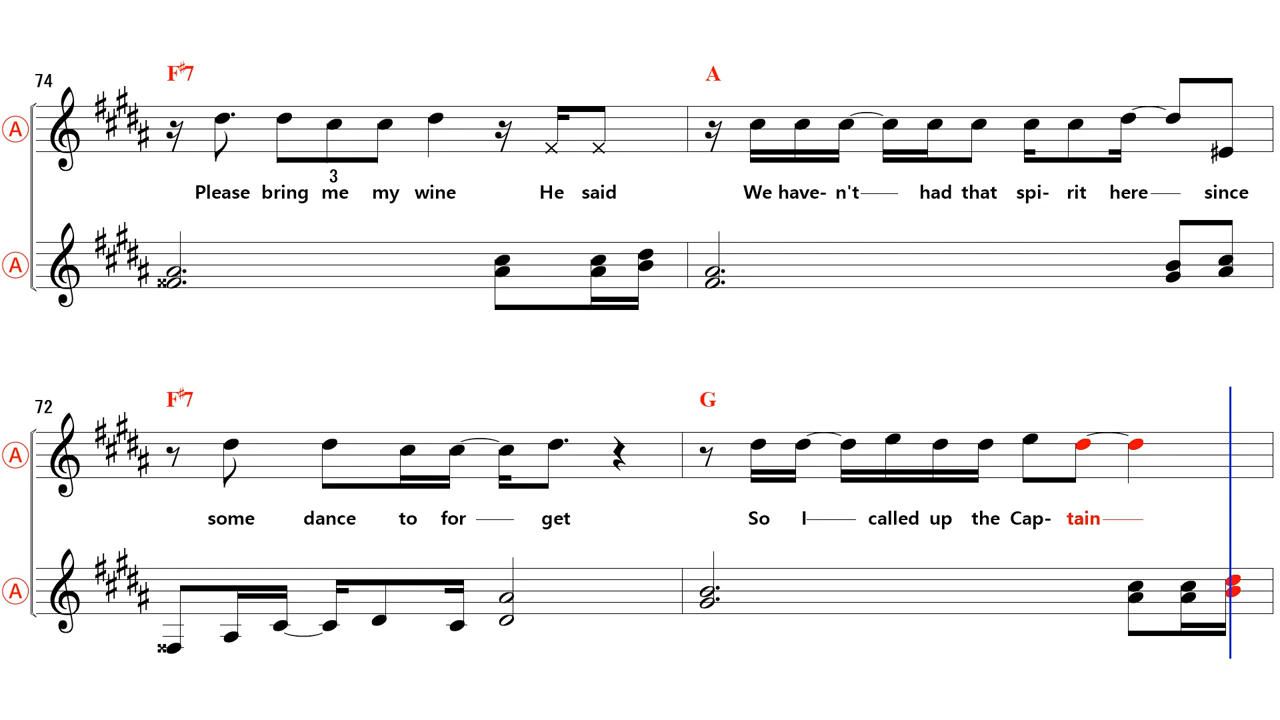 74 F♯7 A
A
3
Please bring me my wine He said We have- n't had that spi- rit here since
A
72 F♯7 G
A
some dance to for get So I called up the Cap- tain
A